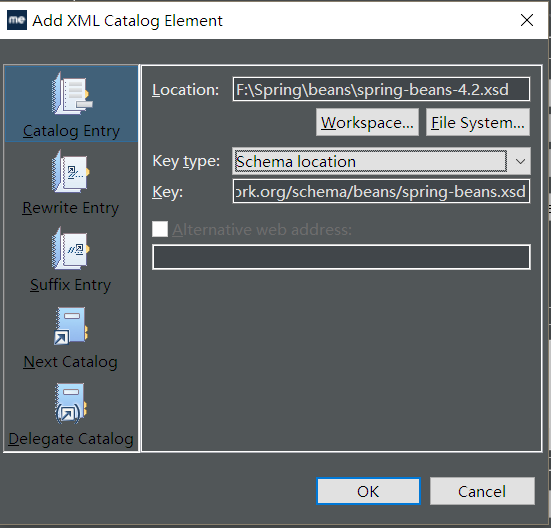 me Add XML Catalog Element
Catalog Entry
Rewrite Entry
Suffix Entry
Next Catalog
Delegate Catalog
Location: F:\Spring\beans\spring-beans-4.2.xsd
Workspace... File System...
Key type: Schema location
Key: ork.org/schema/beans/spring-beans.xsd
Alternative web address:
OK Cancel